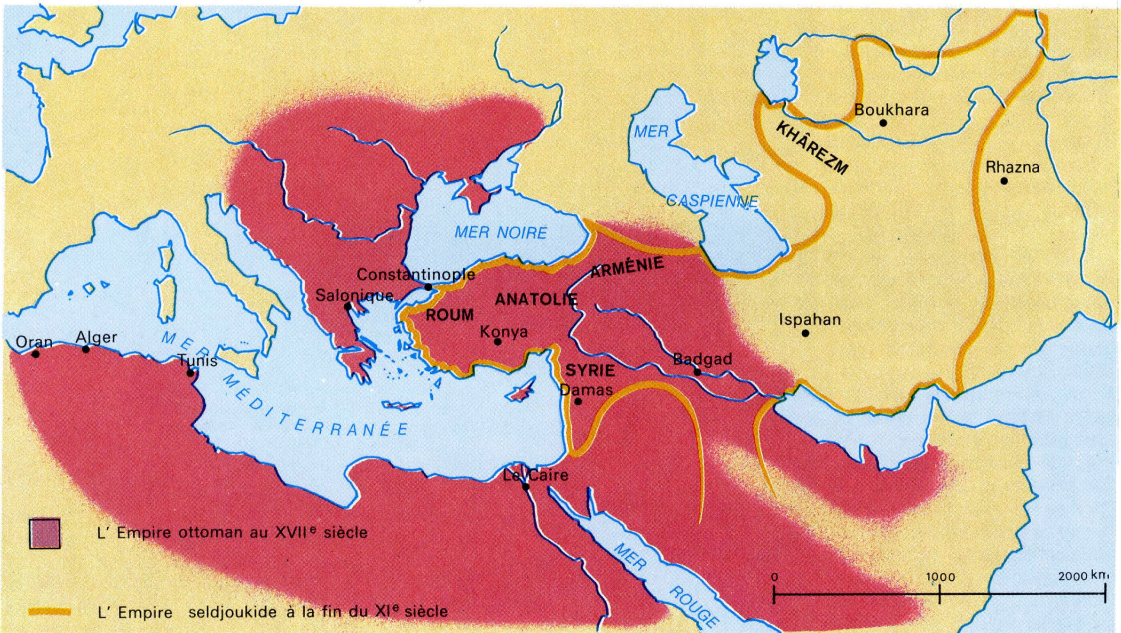 Boukhara
MER
CASPIENNE
KHÂREZM
Rhazna
MER NOIRE
Constantinople
Salonique
ROUM
ANATOLIE
ARMÉNIE
Konya
Ispahan
Oran
Alger
Tunis
MER
MÉDITERRANÉE
SYRIE
Damas
Badgad
Le Caire
MER
ROUGE
L' Empire ottoman au XVIIe siècle
L' Empire seldjoukide à la fin du XIe siècle
0 1000 2000 km